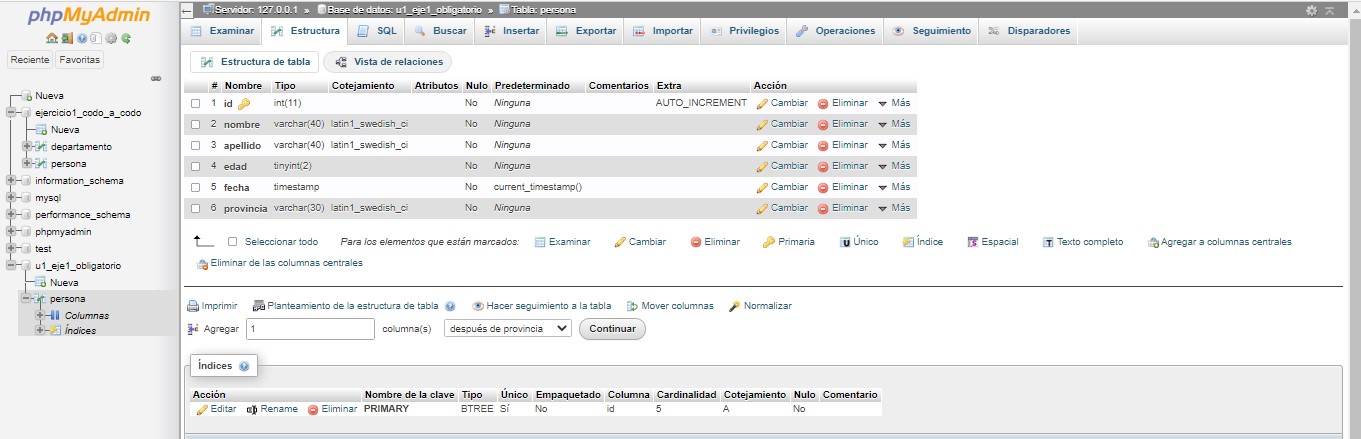 phpMyAdmin
Reciente Favoritas
Nueva
ejercicio1_codo_a_codo
Nueva
departamento
persona
information_schema
mysql
performance_schema
phpmyadmin
test
u1_eje1_obligatorio
Nueva
persona
Columnas
Índices
Servidor: 127.0.0.1 » Base de datos: u1_eje1_obligatorio » Tabla: persona
Examinar Estructura SQL Buscar Insertar Exportar Importar Privilegios Operaciones Seguimiento Disparadores
Estructura de tabla Vista de relaciones
# Nombre Tipo Cotejamiento Atributos Nulo Predeterminado Comentarios Extra Acción
1 id int(11) No Ninguna AUTO_INCREMENT Cambiar Eliminar Más
2 nombre varchar(40) latin1_swedish_ci No Ninguna Cambiar Eliminar Más
3 apellido varchar(40) latin1_swedish_ci No Ninguna Cambiar Eliminar Más
4 edad tinyint(2) No Ninguna Cambiar Eliminar Más
5 fecha timestamp No current_timestamp() Cambiar Eliminar Más
6 provincia varchar(30) latin1_swedish_ci No Ninguna Cambiar Eliminar Más
Seleccionar todo Para los elementos que están marcados: Examinar Cambiar Eliminar Primaria Único Índice Espacial Texto completo Agregar a columnas centrales
Eliminar de las columnas centrales
Imprimir Planteamiento de la estructura de tabla Hacer seguimiento a la tabla Mover columnas Normalizar
Agregar 1 columna(s) después de provincia Continuar
Índices
Acción Nombre de la clave Tipo Único Empaquetado Columna Cardinalidad Cotejamiento Nulo Comentario
Editar Rename Eliminar PRIMARY BTREE Sí No id 5 A No